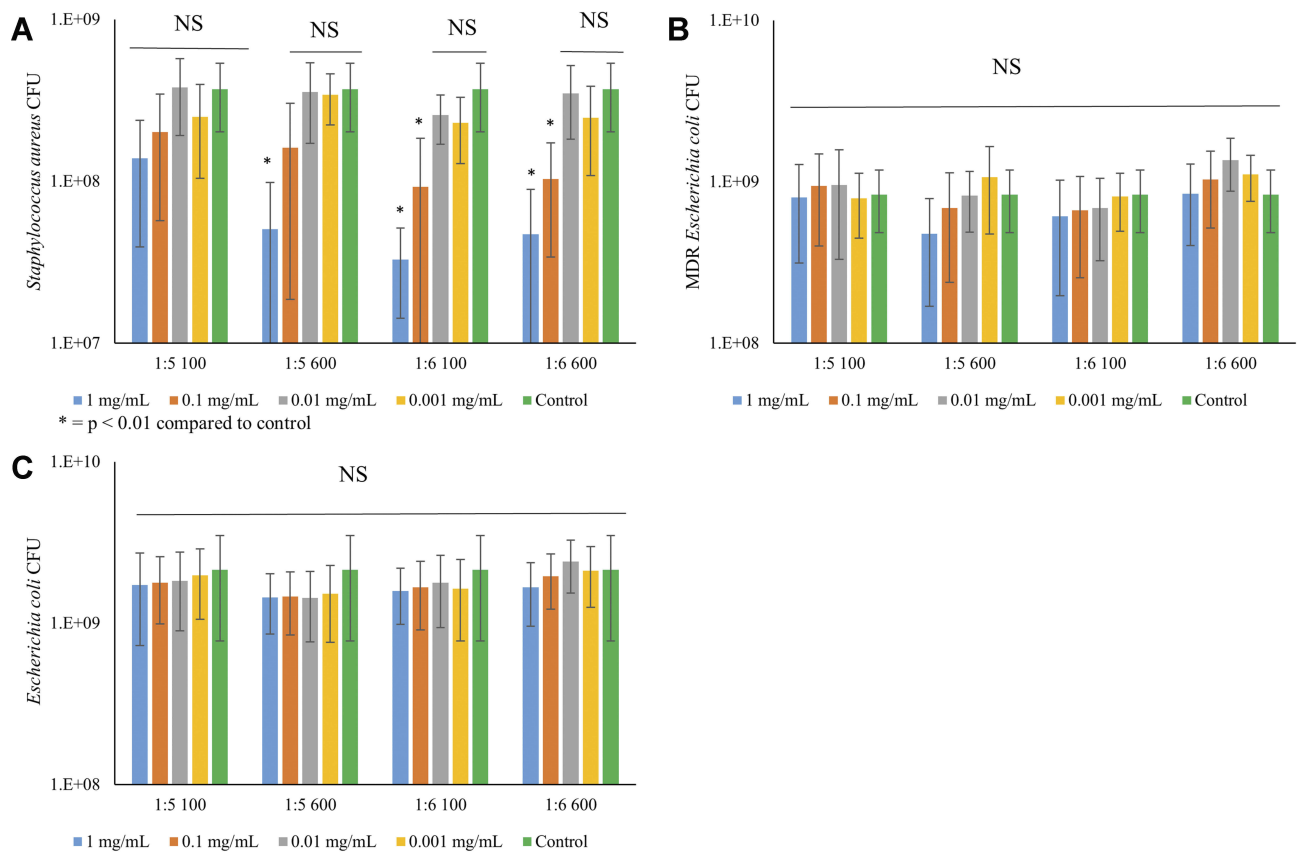 A
Staphylococcus aureus CFU
1.E+09
1.E+08
1.E+07
NS
NS
NS
NS
*
*
*
*
*
1:5 100
1:5 600
1:6 100
1:6 600
1 mg/mL
0.1 mg/mL
0.01 mg/mL
0.001 mg/mL
Control
* = p < 0.01 compared to control
B
MDR Escherichia coli CFU
1.E+10
1.E+09
1.E+08
NS
1:5 100
1:5 600
1:6 100
1:6 600
1 mg/mL
0.1 mg/mL
0.01 mg/mL
0.001 mg/mL
Control
C
Escherichia coli CFU
1.E+10
1.E+09
1.E+08
NS
1:5 100
1:5 600
1:6 100
1:6 600
1 mg/mL
0.1 mg/mL
0.01 mg/mL
0.001 mg/mL
Control